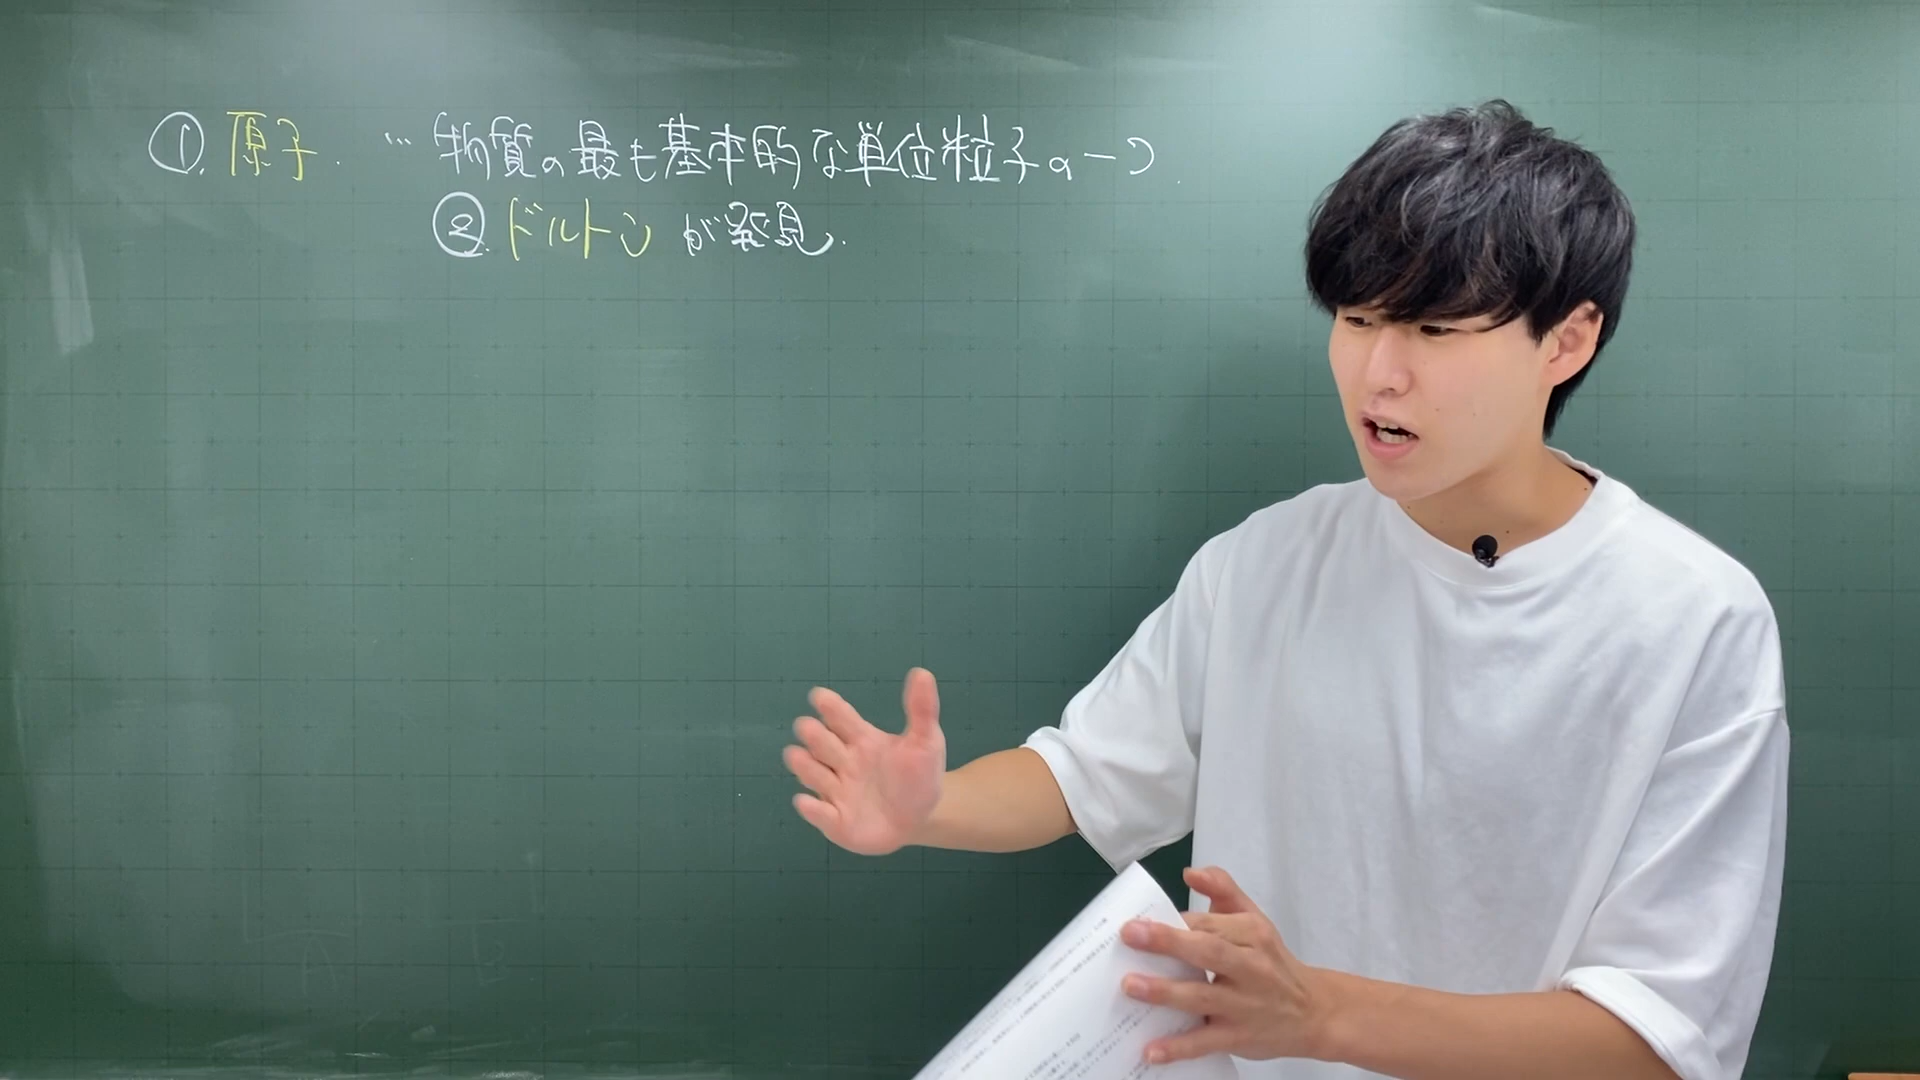 ①. 原子. … 物質の最も基本的な単位粒子の一つ.
② ドルトンが発見.